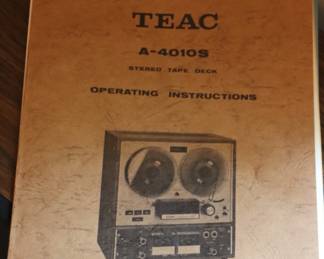 TEAC
A-4010S
STEREO TAPE DECK
OPERATING INSTRUCTIONS